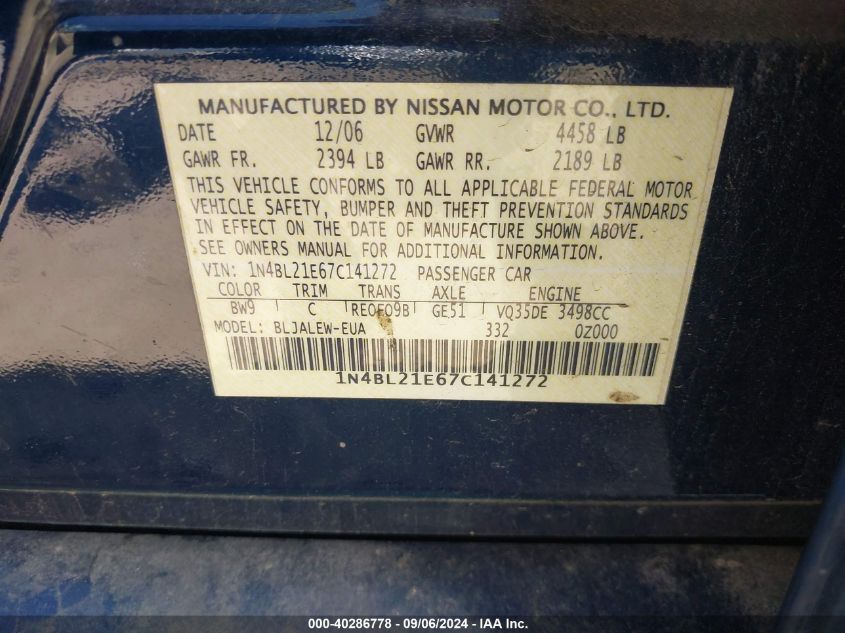 MANUFACTURED BY NISSAN MOTOR CO., LTD.
DATE 12/06 GVWR 4458 LB
GAWR FR. 2394 LB GAWR RR. 2189 LB
THIS VEHICLE CONFORMS TO ALL APPLICABLE FEDERAL MOTOR
VEHICLE SAFETY, BUMPER AND THEFT PREVENTION STANDARDS
IN EFFECT ON THE DATE OF MANUFACTURE SHOWN ABOVE.
SEE OWNERS MANUAL FOR ADDITIONAL INFORMATION.
VIN: 1N4BL21E67C141272 PASSENGER CAR
COLOR TRIM TRANS AXLE ENGINE
BW9 C RE0F09B GE51 VQ35DE 3498CC
MODEL: BLJALEW-EUA 332 0Z000
1N4BL21E67C141272
000-40286778 - 09/06/2024 - IAA Inc.